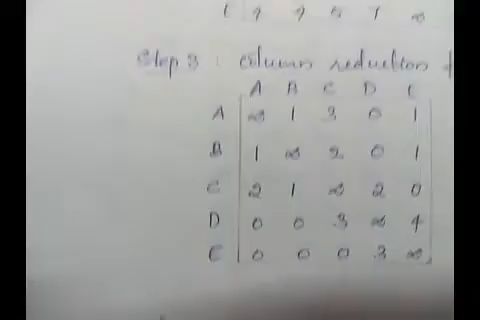 Step 3 : column reduction
A B C D E
A ∞ 1 3 0 1
B 1 ∞ 2 0 1
C 2 1 ∞ 2 0
D 0 0 3 ∞ 4
E 0 0 0 3 ∞